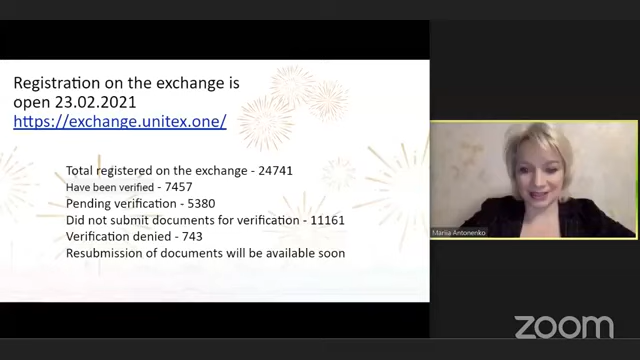 Registration on the exchange is
open 23.02.2021
https://exchange.unitex.one/
Total registered on the exchange - 24741
Have been verified - 7457
Pending verification - 5380
Did not submit documents for verification - 11161
Verification denied - 743
Resubmission of documents will be available soon
Mariia Antonenko
zoom